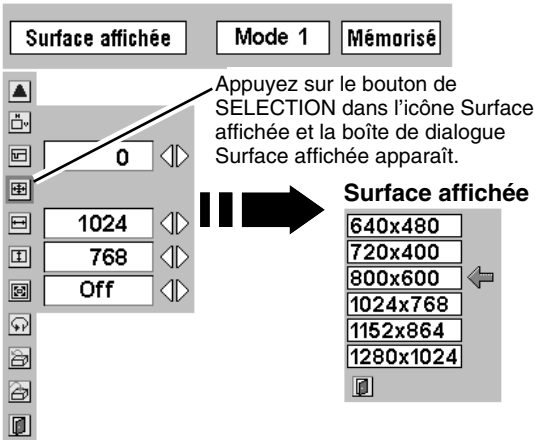 Surface affichée Mode 1 Mémorisé
Appuyez sur le bouton de
SELECTION dans l'icône Surface
affichée et la boîte de dialogue
Surface affichée apparaît.
H
V
0
1024
768
Off
Surface affichée
640x480
720x400
800x600
1024x768
1152x864
1280x1024